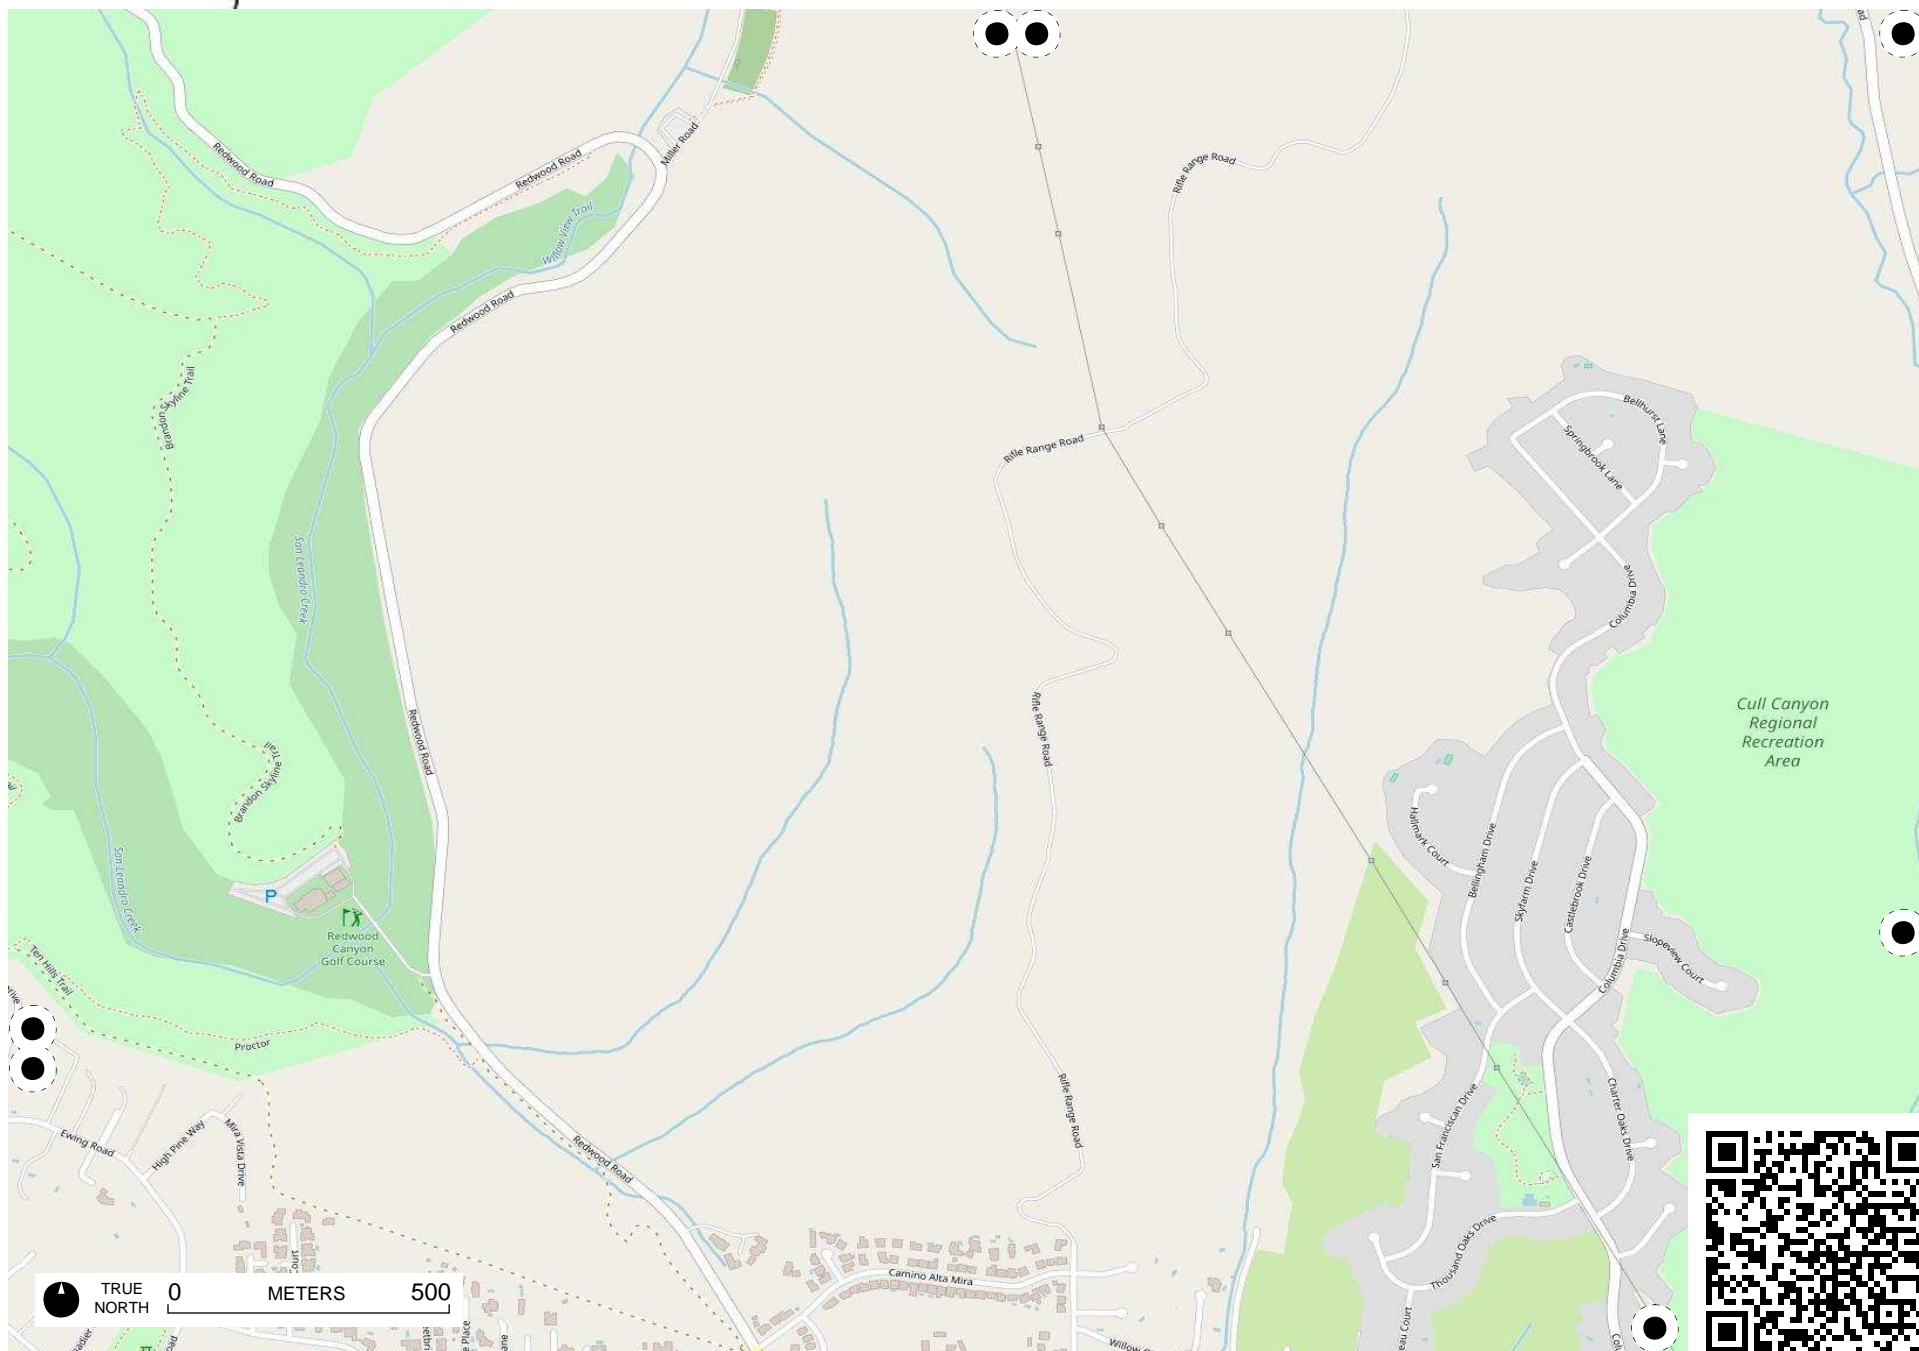 Redwood Road
Redwood Road
Miller Road
Rifle Range Road
Willow View Trail
Redwood Road
Brandon Skyline Trail
Bellhurst Lane
Springbrook Lane
Rifle Range Road
San Leandro Creek
Columbia Drive
Rifle Range Road
Redwood Road
Cull Canyon
Regional
Recreation
Area
Brandon Skyline Trail
Hallmark Court
Bellingham Drive
Skyfarm Drive
Castlebrook Drive
San Leandro Creek
P
Redwood
Canyon
Golf Course
Columbia Drive
Slopeview Court
Ten Hills Trail
Proctor
Rifle Range Road
San Franciscan Drive
Charter Oaks Drive
Ewing Road
High Pine Way
Mira Vista Drive
Redwood Road
Thousand Oaks Drive
Camino Alta Mira
Court
TRUE
NORTH
0 METERS 500
Place
Court
Willow